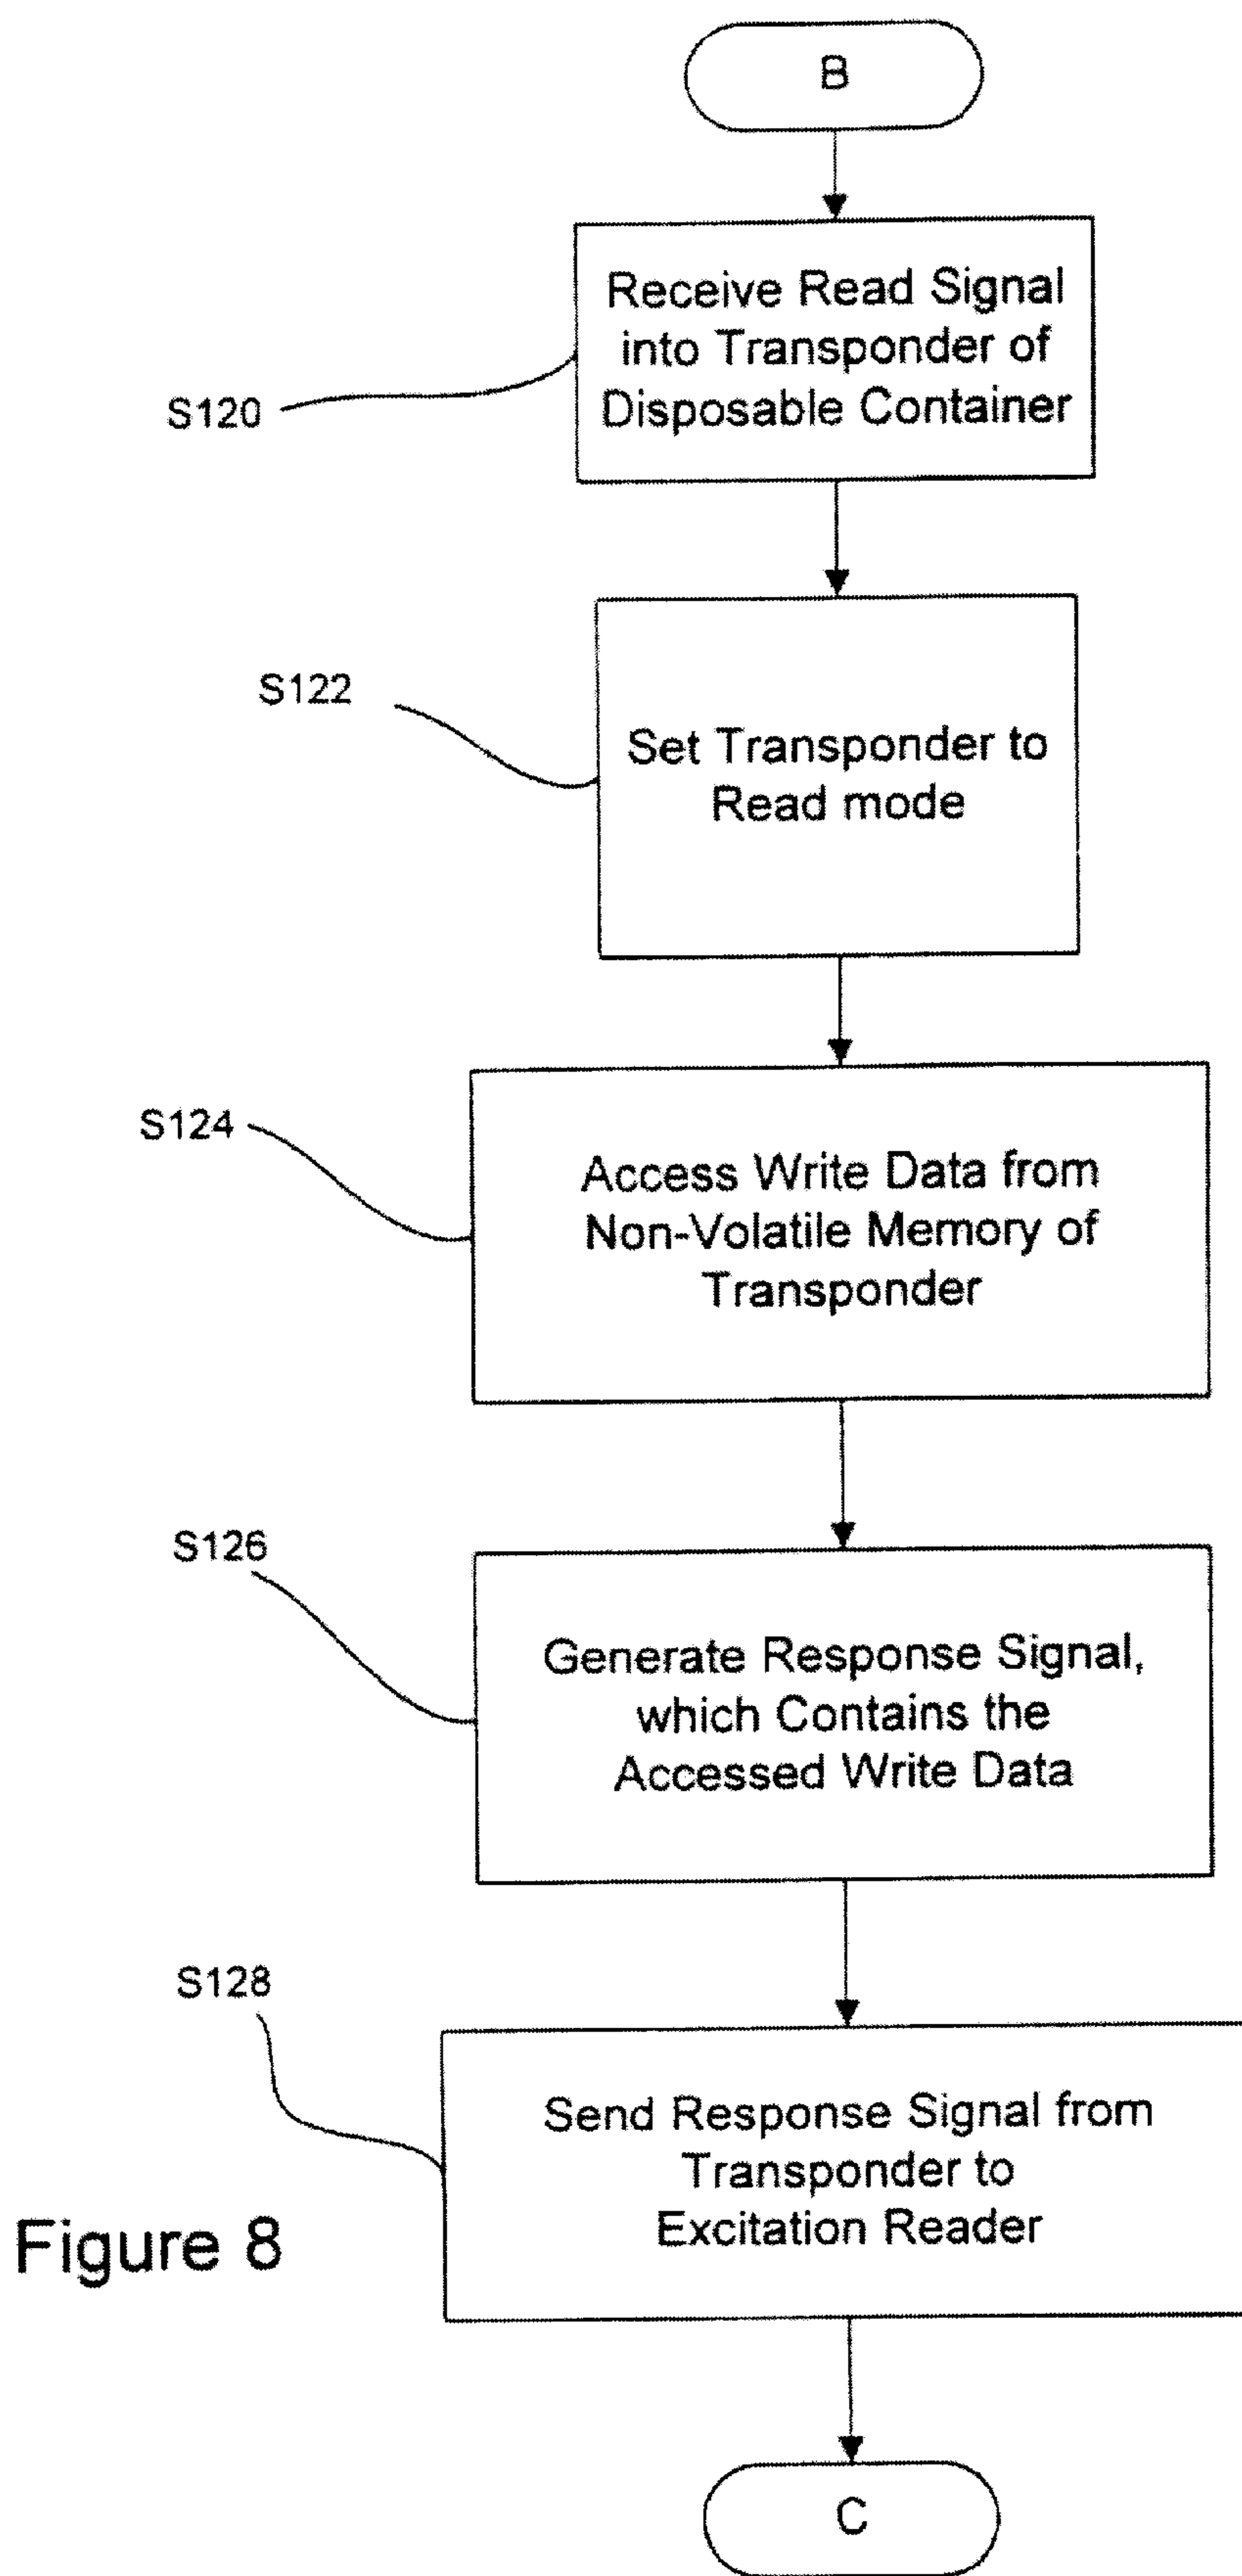 B
Receive Read Signal
into Transponder of
Disposable Container
S120
S122
Set Transponder to
Read mode
S124
Access Write Data from
Non-Volatile Memory of
Transponder
S126
Generate Response Signal,
which Contains the
Accessed Write Data
S128
Send Response Signal from
Transponder to
Excitation Reader
Figure 8
C